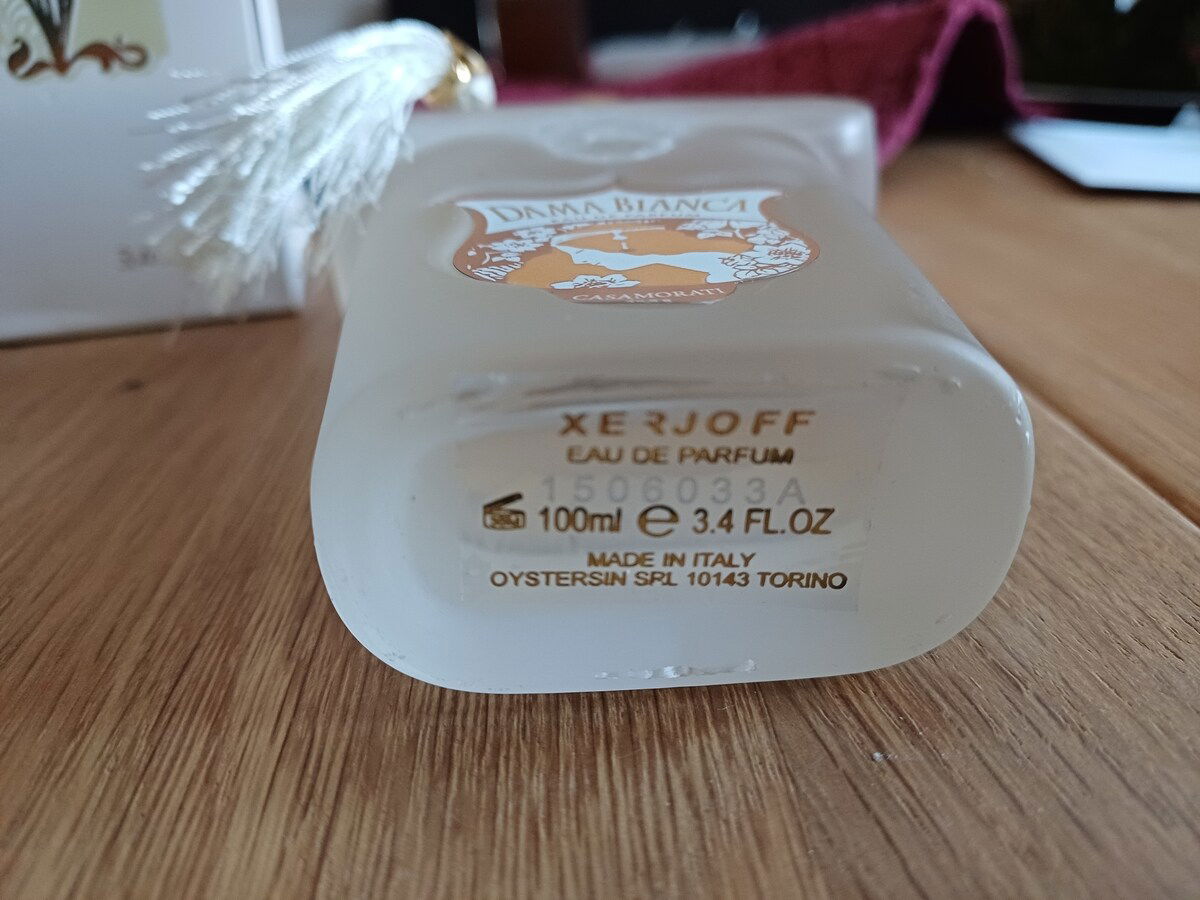 DAMA BIANCA
CASAMORATI
XERJOFF
EAU DE PARFUM
1506033A
100ml e 3.4 FL.OZ
MADE IN ITALY
OYSTERSIN SRL 10143 TORINO